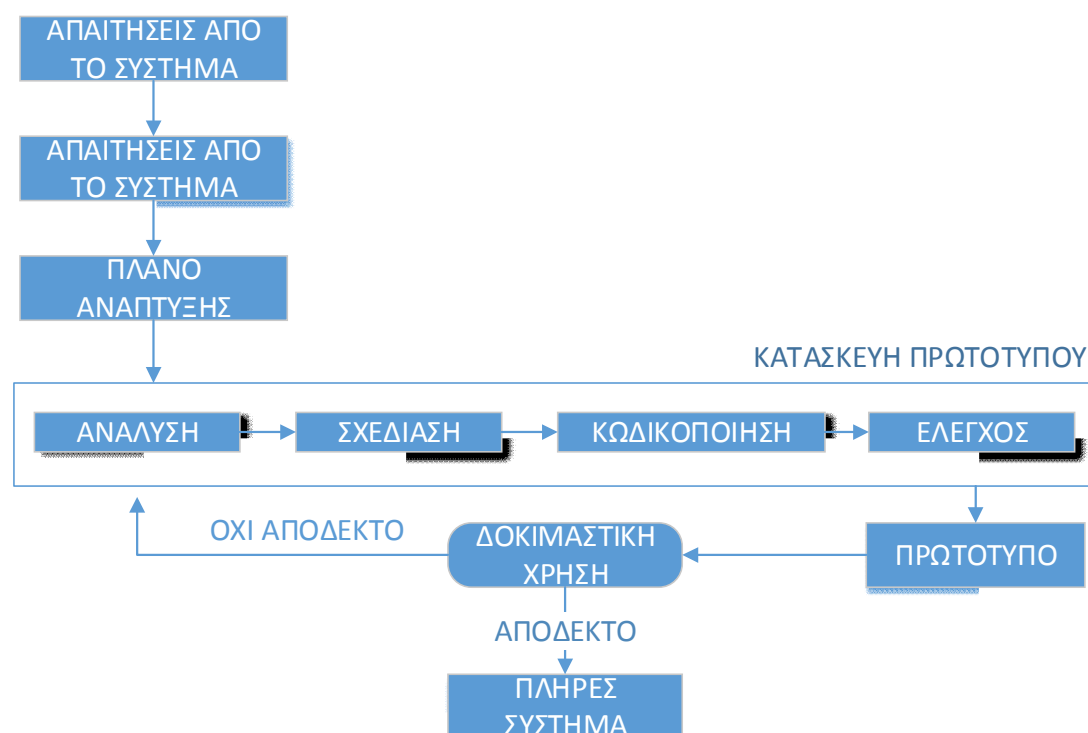 ΑΠΑΙΤΗΣΕΙΣ ΑΠΟ
ΤΟ ΣΥΣΤΗΜΑ
ΑΠΑΙΤΗΣΕΙΣ ΑΠΟ
ΤΟ ΣΥΣΤΗΜΑ
ΠΛΑΝΟ
ΑΝΑΠΤΥΞΗΣ
ΚΑΤΑΣΚΕΥΗ ΠΡΩΤΟΤΥΠΟΥ
ΑΝΑΛΥΣΗ
ΣΧΕΔΙΑΣΗ
ΚΩΔΙΚΟΠΟΙΗΣΗ
ΕΛΕΓΧΟΣ
ΟΧΙ ΑΠΟΔΕΚΤΟ
ΔΟΚΙΜΑΣΤΙΚΗ
ΧΡΗΣΗ
ΠΡΩΤΟΤΥΠΟ
ΑΠΟΔΕΚΤΟ
ΠΛΗΡΕΣ
ΣΥΣΤΗΜΑ